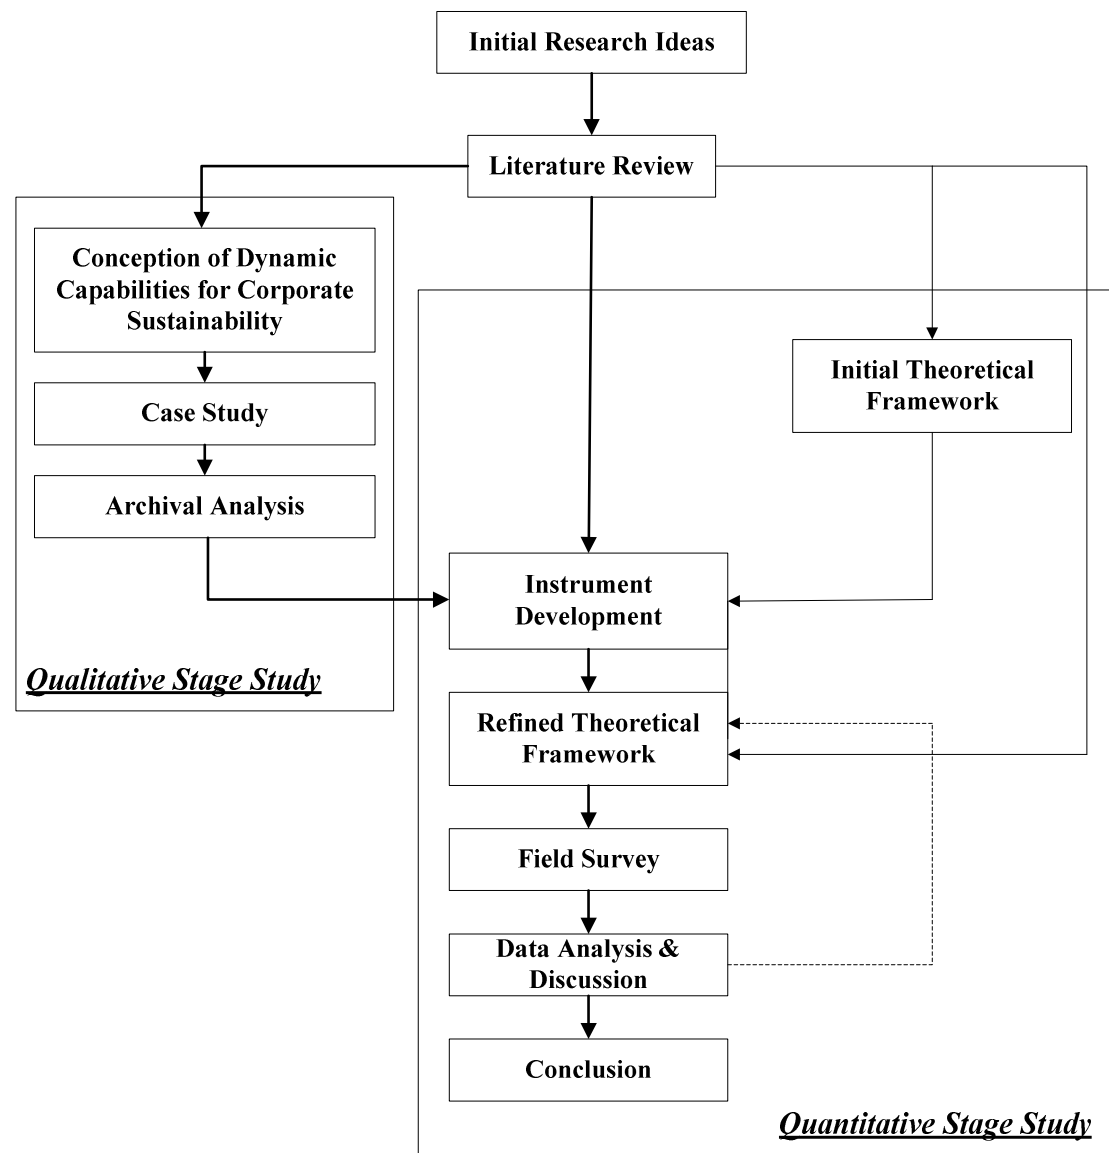 Initial Research Ideas
Literature Review
Conception of Dynamic
Capabilities for Corporate
Sustainability
Case Study
Archival Analysis
Qualitative Stage Study
Initial Theoretical
Framework
Instrument
Development
Refined Theoretical
Framework
Field Survey
Data Analysis &
Discussion
Conclusion
Quantitative Stage Study